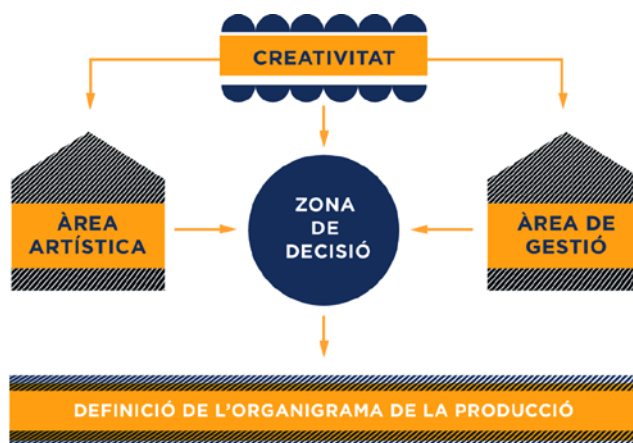 CREATIVITAT
ÀREA
ARTÍSTICA
ZONA
DE
DECISIÓ
ÀREA DE
GESTIÓ
DEFINICIÓ DE L'ORGANIGRAMA DE LA PRODUCCIÓ